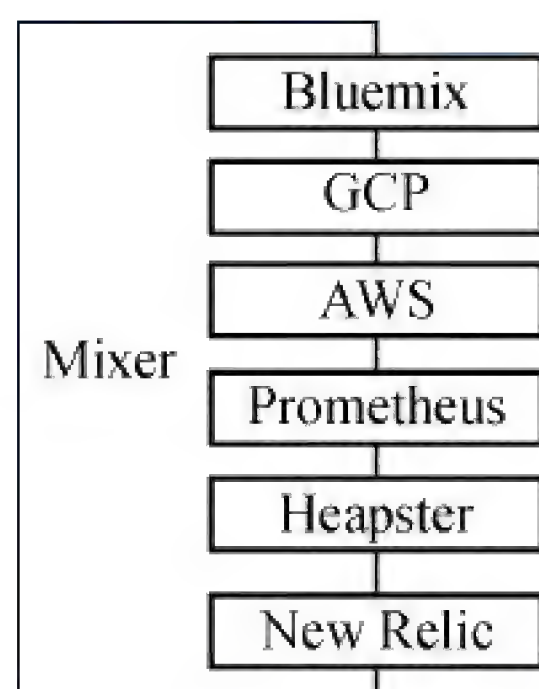 Bluemix
GCP
AWS
Mixer
Prometheus
Heapster
New Relic